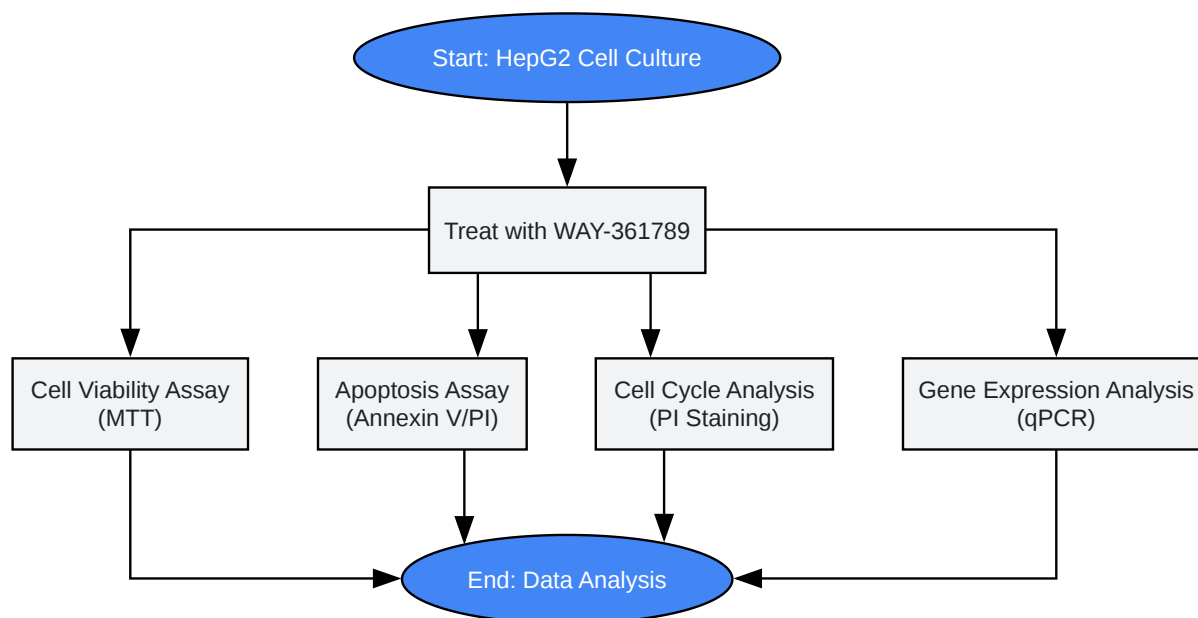 Start: HepG2 Cell Culture
Treat with WAY-361789
Cell Viability Assay
(MTT)
Apoptosis Assay
(Annexin V/PI)
Cell Cycle Analysis
(PI Staining)
Gene Expression Analysis
(qPCR)
End: Data Analysis